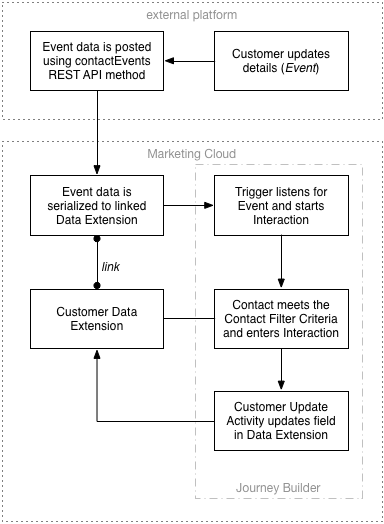 external platform
Event data is posted
using contactEvents
REST API method
Customer updates
details (Event)
Marketing Cloud
Event data is
serialized to linked
Data Extension
Trigger listens for
Event and starts
Interaction
link
Customer Data
Extension
Contact meets the
Contact Filter Criteria
and enters Interaction
Customer Update
Activity updates field
in Data Extension
Journey Builder